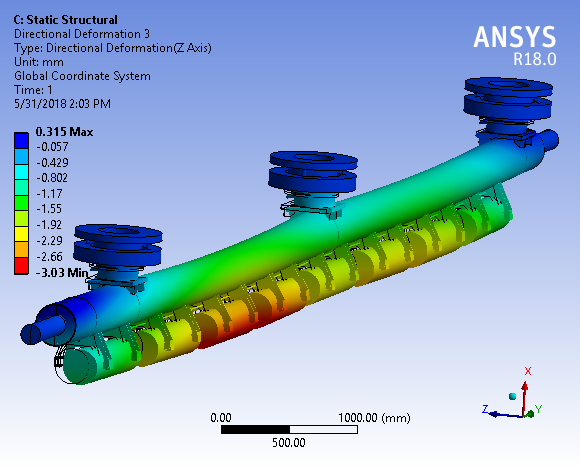 C: Static Structural
Directional Deformation 3
Type: Directional Deformation(Z Axis)
Unit: mm
Global Coordinate System
Time: 1
5/31/2018 2:03 PM
ANSYS
R18.0
0.315 Max
-0.057
-0.429
-0.802
-1.17
-1.55
-1.92
-2.29
-2.66
-3.03 Min
0.00 1000.00 (mm)
500.00
X
Z Y